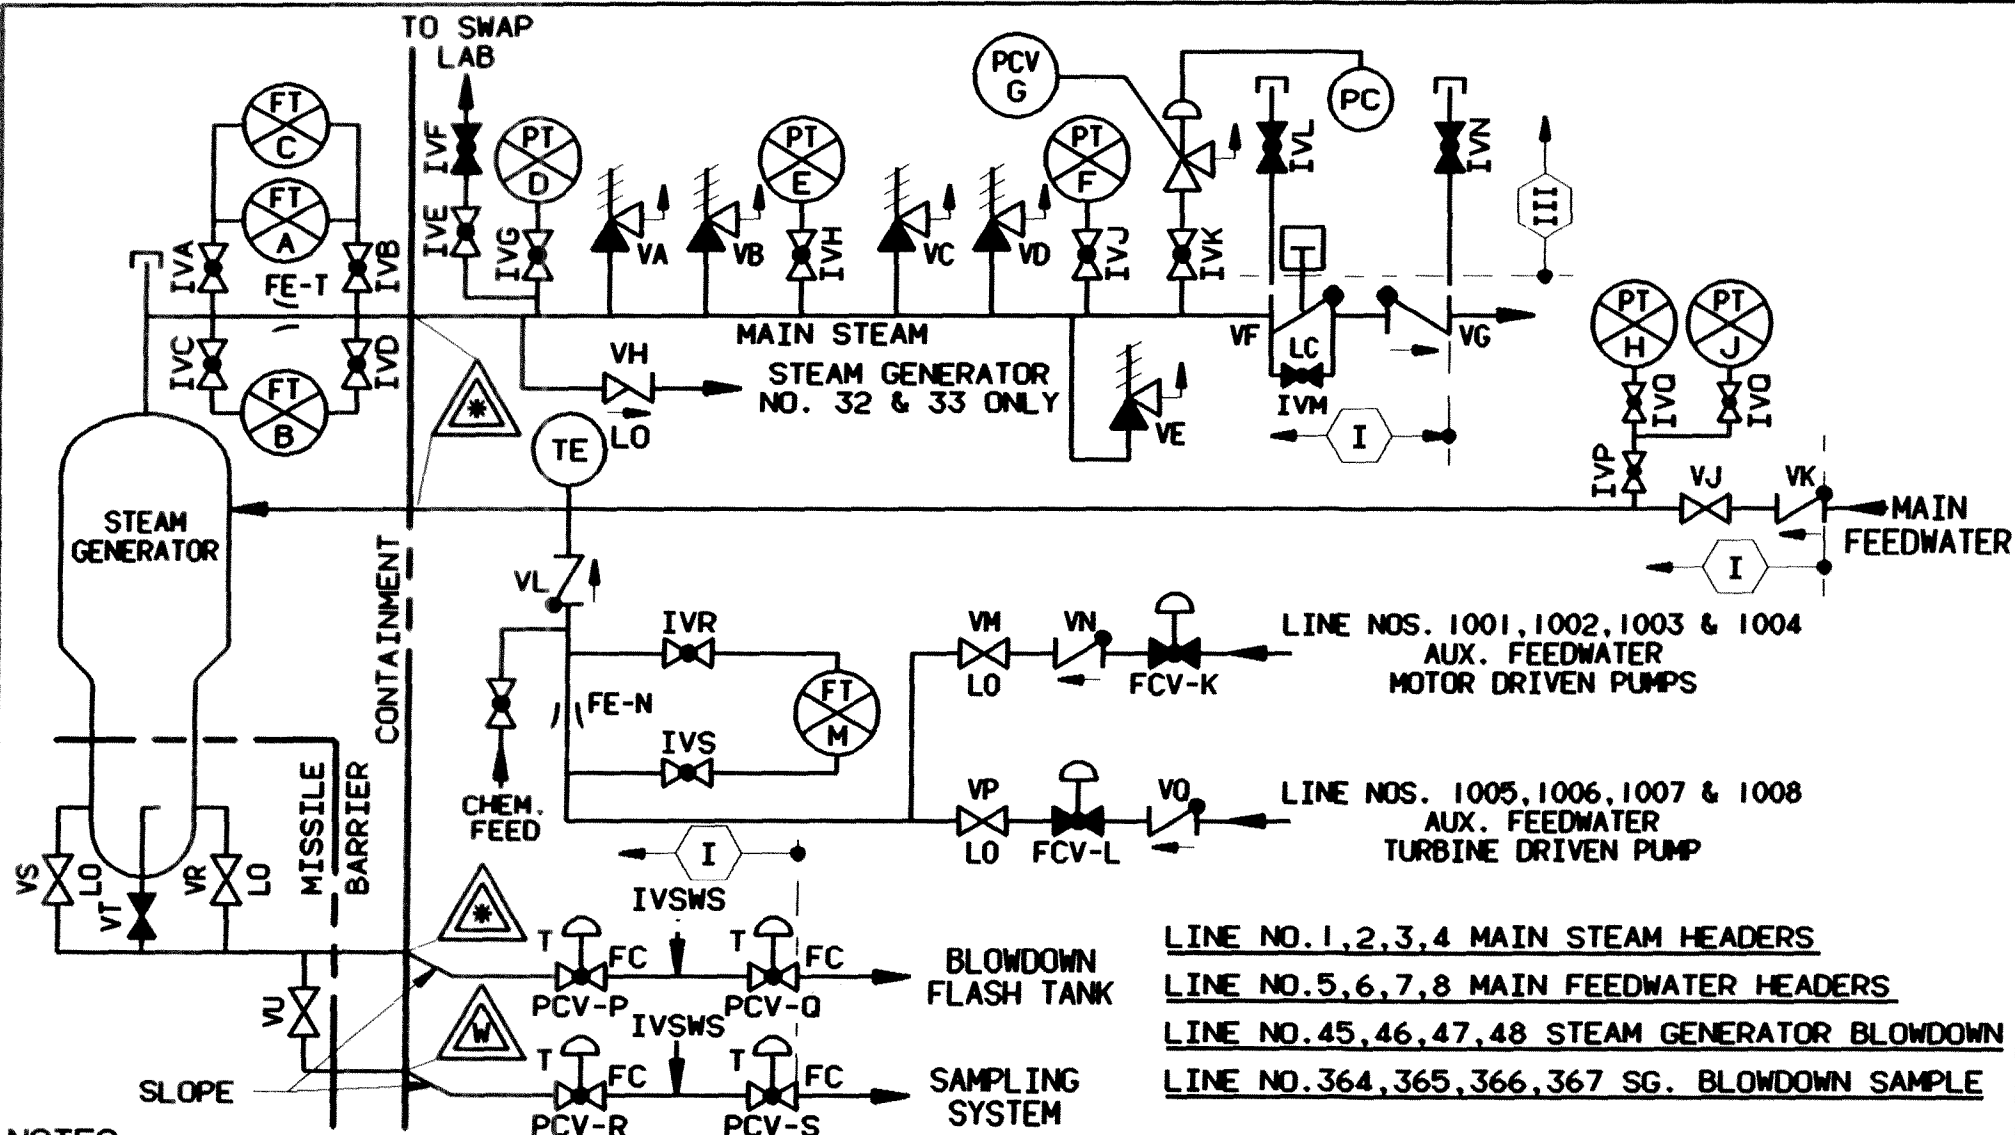 TO SWAP
LAB
FT
C
FT
A
FE-T
FT
B
IVA
IVB
IVC
IVD
IVF
IVE
PT
D
IVG
VA
VB
PT
E
IVH
VC
VD
PT
F
IVJ
PCV
G
IVK
PC
IVL
IVN
III
VF
LC
IVM
VG
I
MAIN STEAM
VH
LO
STEAM GENERATOR
NO. 32 & 33 ONLY
VE
*
TE
PT
H
PT
J
IVQ
IVQ
IVP
VJ
VK
MAIN
FEEDWATER
I
STEAM
GENERATOR
CONTAINMENT
VL
IVR
FE-N
FT
M
IVS
CHEM.
FEED
VM
LO
VN
FCV-K
LINE NOS. 1001,1002,1003 & 1004
AUX. FEEDWATER
MOTOR DRIVEN PUMPS
VP
LO
FCV-L
VQ
LINE NOS. 1005,1006,1007 & 1008
AUX. FEEDWATER
TURBINE DRIVEN PUMP
MISSILE
BARRIER
VS
LO
VT
VR
LO
VU
SLOPE
I
*
IVSWS
T
FC
PCV-P
T
FC
PCV-Q
BLOWDOWN
FLASH TANK
W
IVSWS
T
FC
PCV-R
T
FC
PCV-S
SAMPLING
SYSTEM
LINE NO.1,2,3,4 MAIN STEAM HEADERS
LINE NO.5,6,7,8 MAIN FEEDWATER HEADERS
LINE NO.45,46,47,48 STEAM GENERATOR BLOWDOWN
LINE NO.364,365,366,367 SG. BLOWDOWN SAMPLE
NOTES